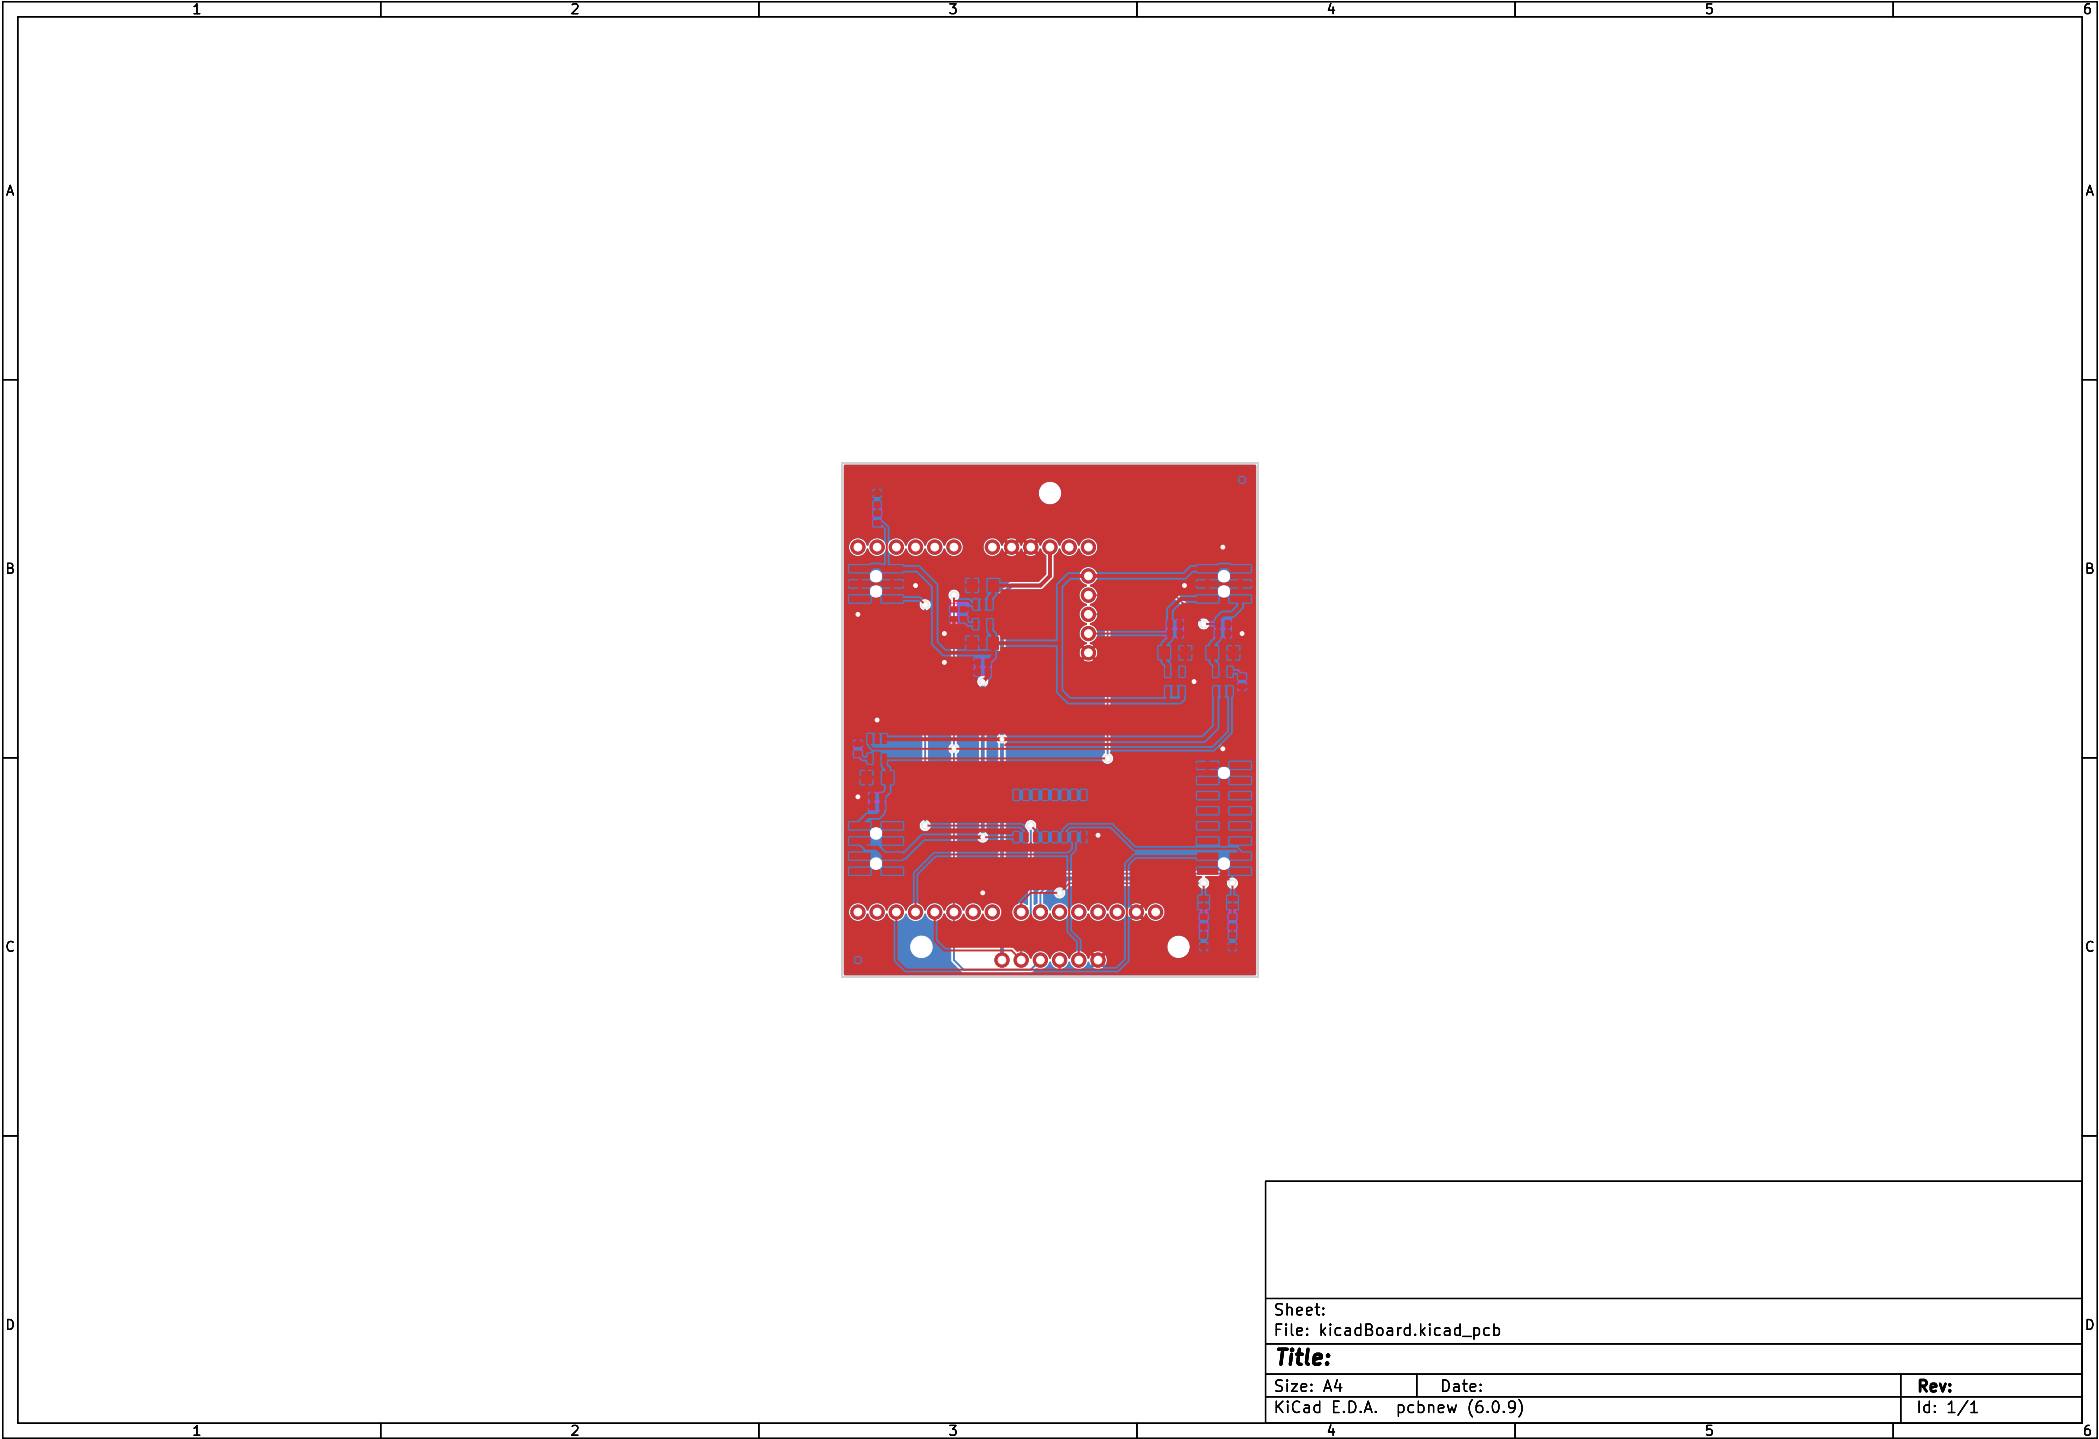 1 2 3 4 5 6
A A
B B
C C
Sheet:
File: kicadBoard.kicad_pcb
D D
Title:
Size: A4 Date: Rev:
KiCad E.D.A. pcbnew (6.0.9) Id: 1/1
1 2 3 4 5 6